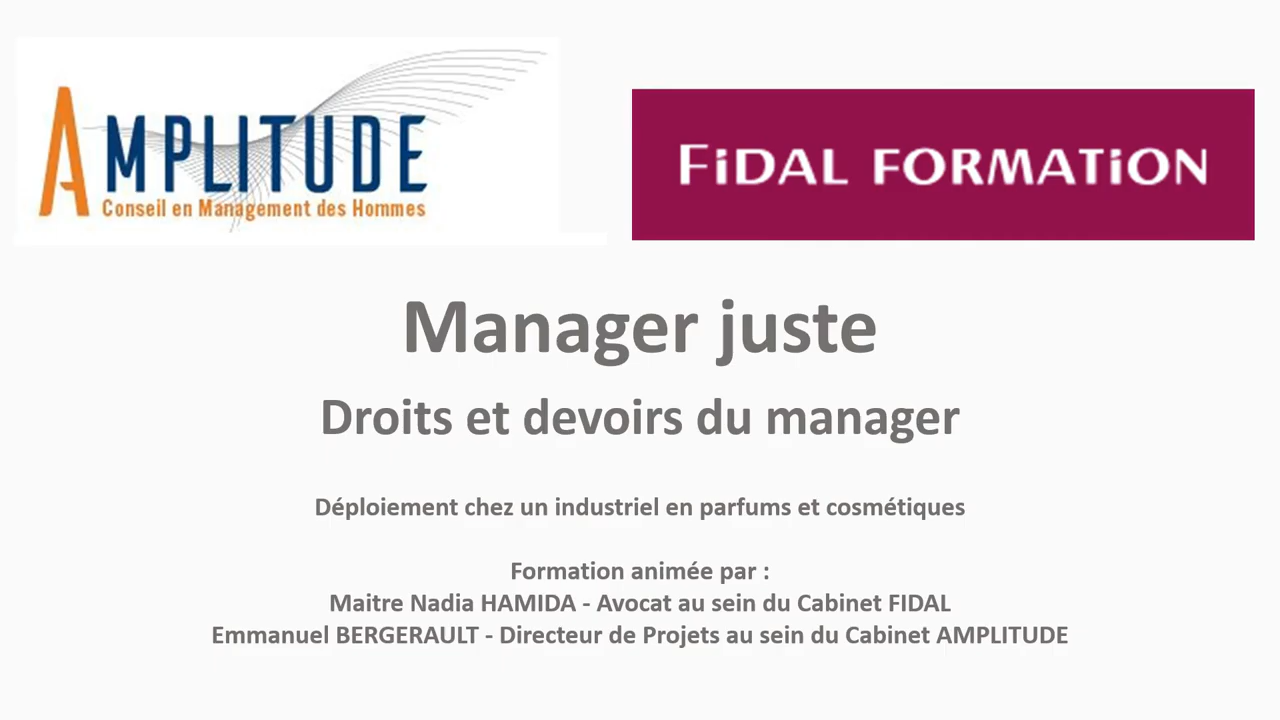 AMPLITUDE
Conseil en Management des Hommes
FiDAL FORMATiON
Manager juste
Droits et devoirs du manager
Déploiement chez un industriel en parfums et cosmétiques
Formation animée par :
Maitre Nadia HAMIDA - Avocat au sein du Cabinet FIDAL
Emmanuel BERGERAULT - Directeur de Projets au sein du Cabinet AMPLITUDE